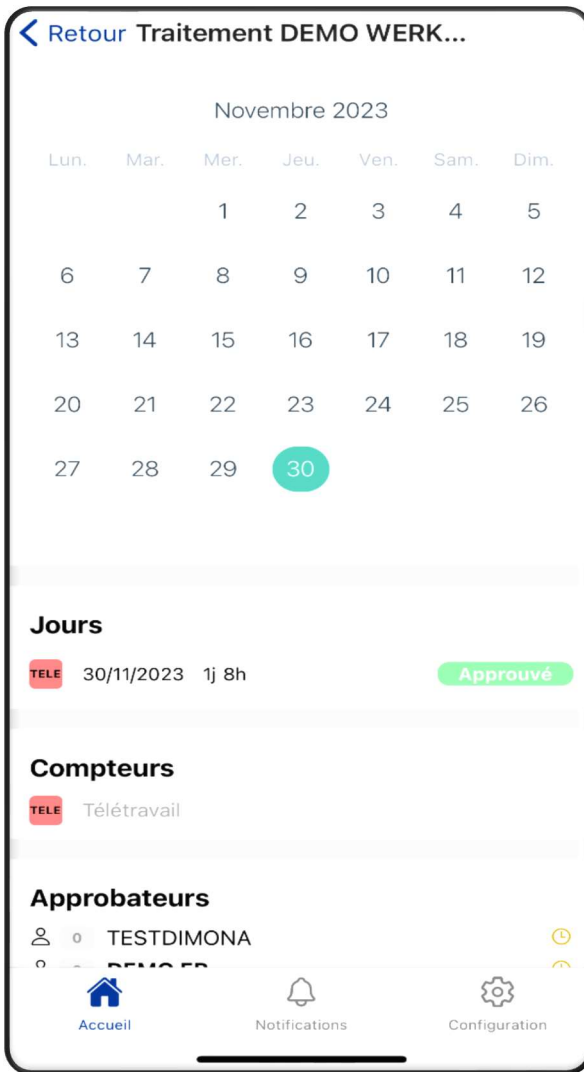 Retour Traitement DEMO WERK...
Novembre 2023
Lun. Mar. Mer. Jeu. Ven. Sam. Dim.
1 2 3 4 5
6 7 8 9 10 11 12
13 14 15 16 17 18 19
20 21 22 23 24 25 26
27 28 29 30
Jours
TELE 30/11/2023 1j 8h Approuvé
Compteurs
TELE Télétravail
Approbateurs
0 TESTDIMONA
DEMO ER
Accueil Notifications Configuration